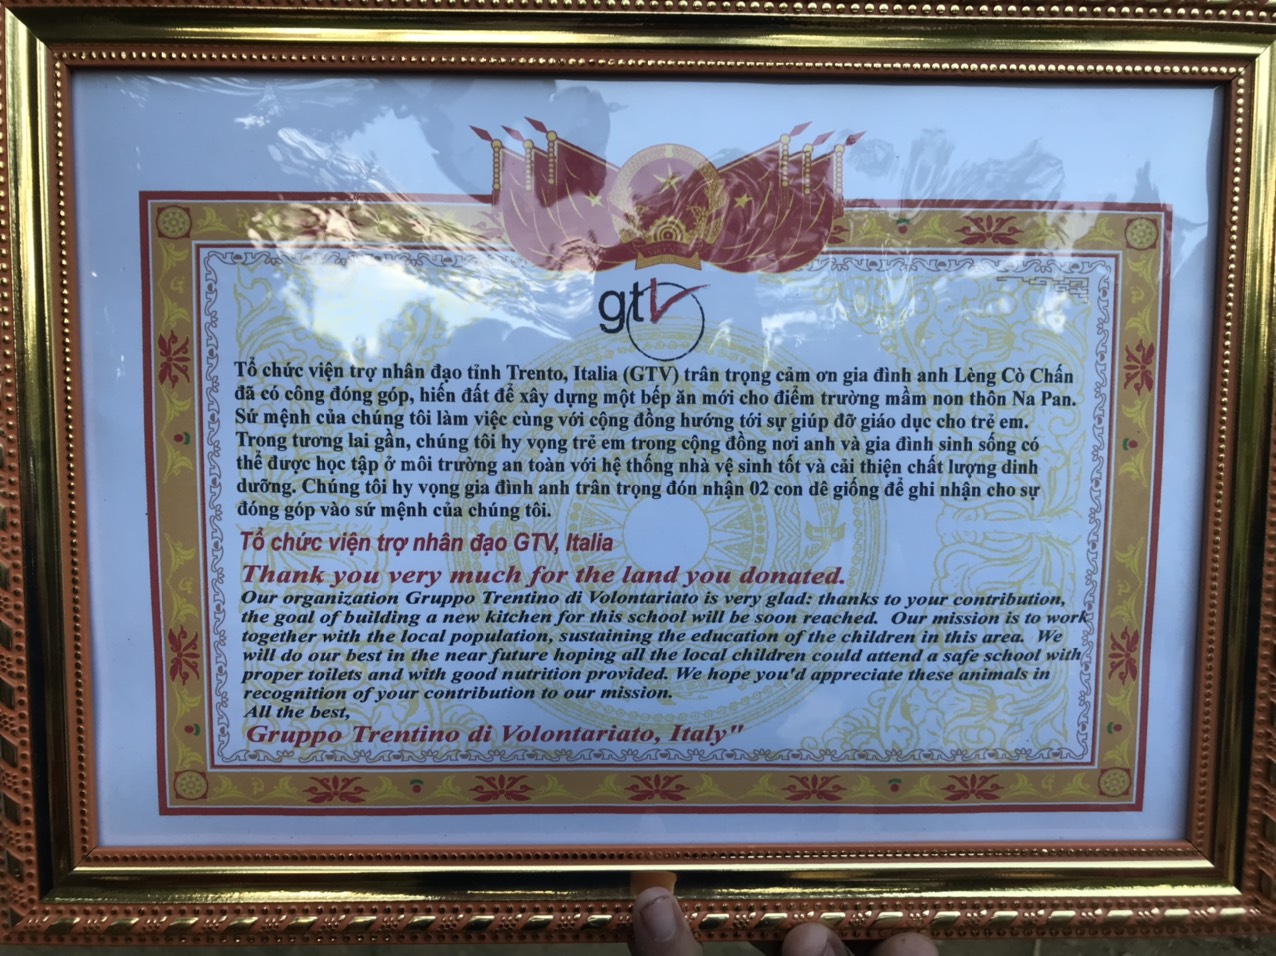 gtv
Tổ chức viện trợ nhân đạo tỉnh Trento, Italia (GTV) trân trọng cảm ơn gia đình anh Lèng Cò Chấn
đã có công đóng góp, hiến đất để xây dựng một bếp ăn mới cho điểm trường mầm non thôn Na Pan.
Sứ mệnh của chúng tôi làm việc cùng với cộng đồng hướng tới sự giúp đỡ giáo dục cho trẻ em.
Trong tương lai gần, chúng tôi hy vọng trẻ em trong cộng đồng nơi anh và gia đình sinh sống có
thể được học tập ở môi trường an toàn với hệ thống nhà vệ sinh tốt và cải thiện chất lượng dinh
dưỡng. Chúng tôi hy vọng gia đình anh trân trọng đón nhận 02 con dê giống để ghi nhận cho sự
đóng góp vào sứ mệnh của chúng tôi.
Tổ chức viện trợ nhân đạo GTV, Italia
Thank you very much for the land you donated.
Our organization Gruppo Trentino di Volontariato is very glad: thanks to your contribution,
the goal of building a new kitchen for this school will be soon reached. Our mission is to work
together with the local population, sustaining the education of the children in this area. We
will do our best in the near future hoping all the local children could attend a safe school with
proper toilets and with good nutrition provided. We hope you'd appreciate these animals in
recognition of your contribution to our mission.
All the best,
Gruppo Trentino di Volontariato, Italy"